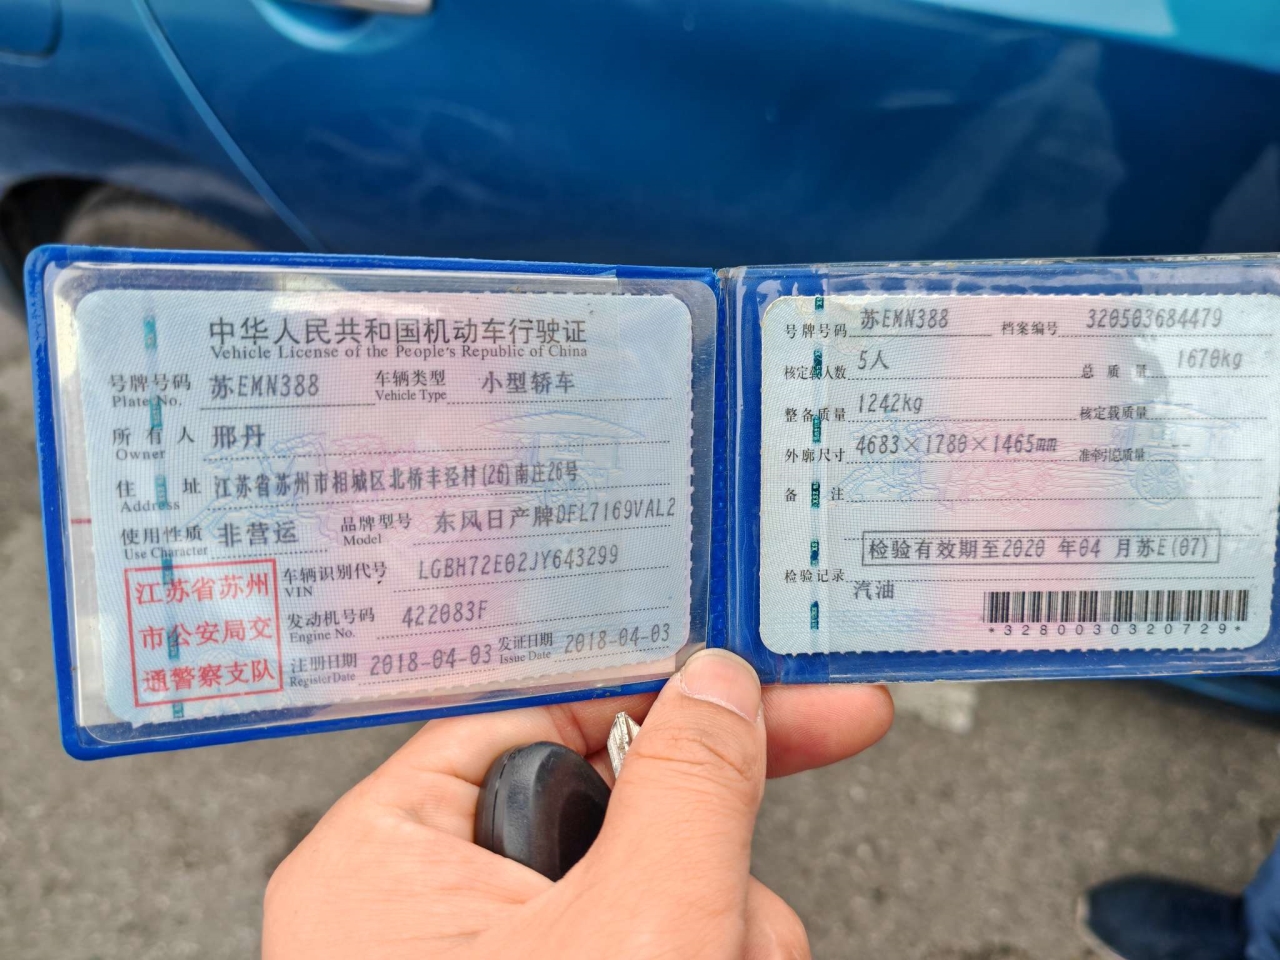 中华人民共和国机动车行驶证
Vehicle License of the People's Republic of China
号牌号码 苏EMN388 车辆类型 小型轿车
Plate No. Vehicle Type
所有人 邢丹
Owner
住址 江苏省苏州市相城区北桥丰泾村(26)南庄26号
Address
使用性质 非营运 品牌型号 东风日产牌DFL7169VAL2
Use Character Model
江苏省苏州
市公安局交
通警察支队
车辆识别代号 LGBH72E02JY643299
VIN
发动机号码 422083F
Engine No.
注册日期 2018-04-03 发证日期 2018-04-03
Register Date Issue Date
号牌号码 苏EMN388 档案编号 320503684479
核定载人数 5人 总质量 1670kg
整备质量 1242kg 核定载质量
外廓尺寸 4683×1780×1465mm 准牵引总质量 --
备注
检验有效期至2020 年04 月苏E(07)
检验记录
汽油
*3280030320729*